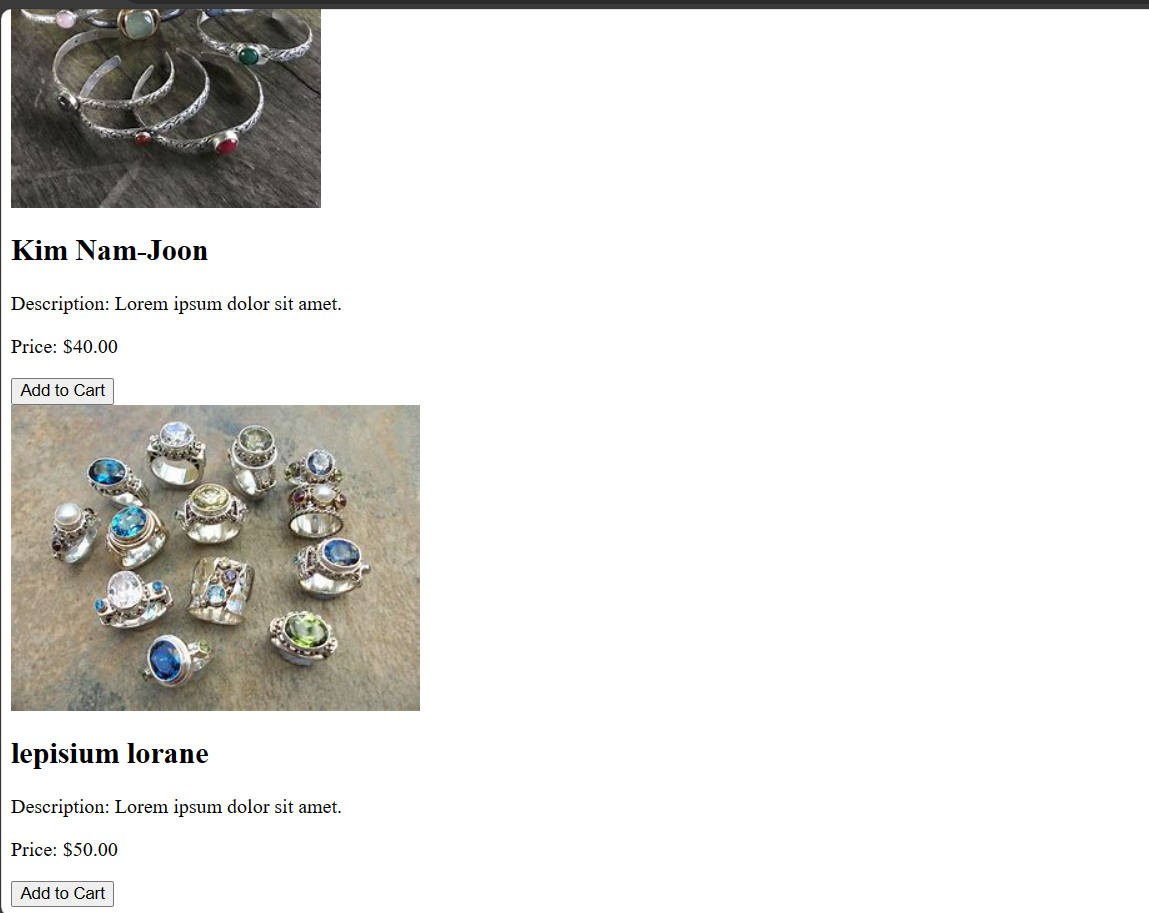 Kim Nam-Joon
Description: Lorem ipsum dolor sit amet.
Price: $40.00
Add to Cart
lepisium lorane
Description: Lorem ipsum dolor sit amet.
Price: $50.00
Add to Cart